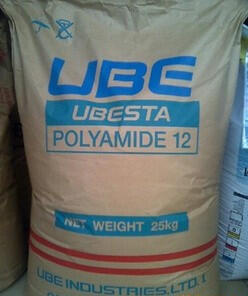 UBE
UBESTA
POLYAMIDE 12
NET WEIGHT 25kg
UBE INDUSTRIES, LTD.